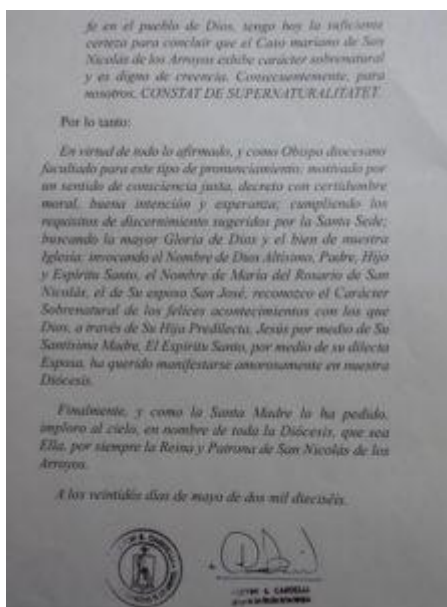 fe en el pueblo de Dios, tengo hoy la suficiente
certeza para concluir que el Caso mariano de San
Nicolás de los Arroyos exhibe carácter sobrenatural
y es digno de creencia. Consecuentemente, para
nosotros, CONSTAT DE SUPERNATURALITATET.
Por lo tanto:
En virtud de todo lo afirmado, y como Obispo diocesano
facultado para este tipo de pronunciamiento; motivado por
un sentido de consciencia justa, decreto con certidumbre
moral, buena intención y esperanza; cumpliendo los
requisitos de discernimiento sugeridos por la Santa Sede;
buscando la mayor Gloria de Dios y el bien de nuestra
Iglesia: invocando el Nombre de Dios Altísimo, Padre, Hijo
y Espíritu Santo, el Nombre de María del Rosario de San
Nicolás, el de Su esposo San José, reconozco el Carácter
Sobrenatural de los felices acontecimientos con los que
Dios, a través de Su Hija Predilecta, Jesús por medio de Su
Santísima Madre, El Espíritu Santo, por medio de su dilecta
Esposa, ha querido manifestarse amorosamente en nuestra
Diócesis.
Finalmente, y como la Santa Madre lo ha pedido,
imploro al cielo, en nombre de toda la Diócesis, que sea
Ella, por siempre la Reina y Patrona de San Nicolás de los
Arroyos.
A los veintidós días de mayo de dos mil dieciséis.
CARDELLI